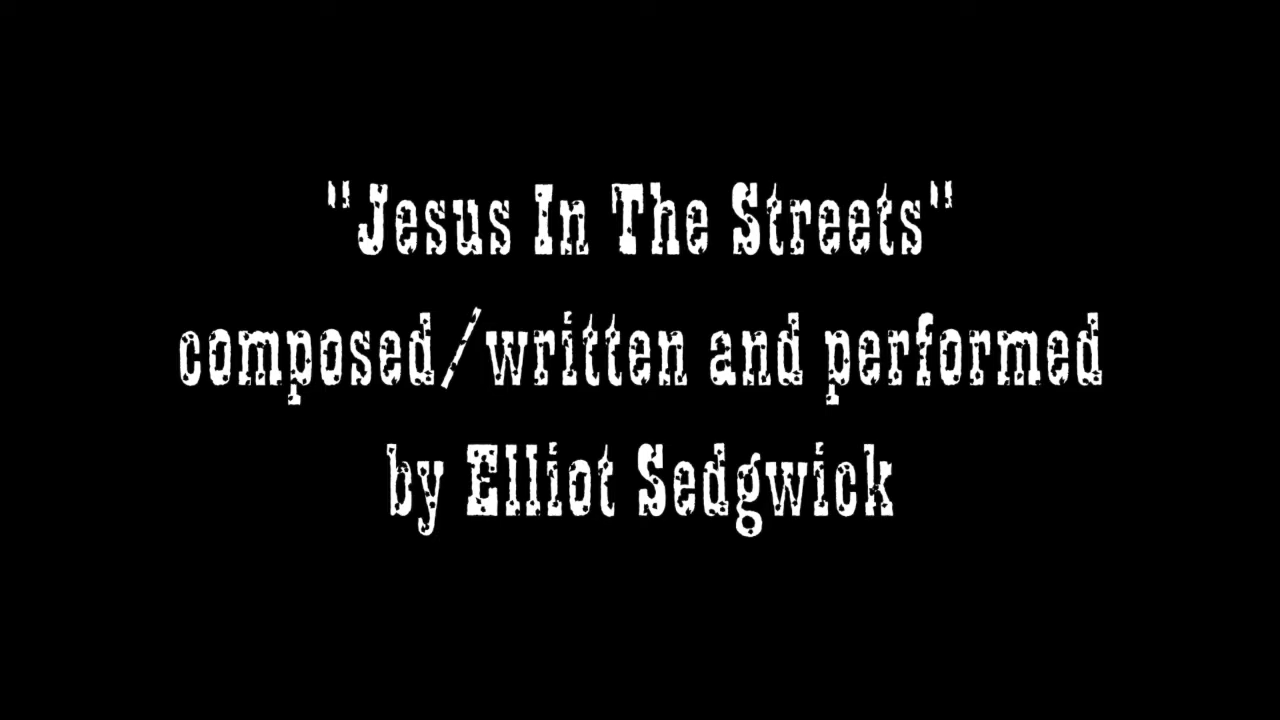 "Jesus In The Streets"
composed/written and performed
by Elliot Sedgwick